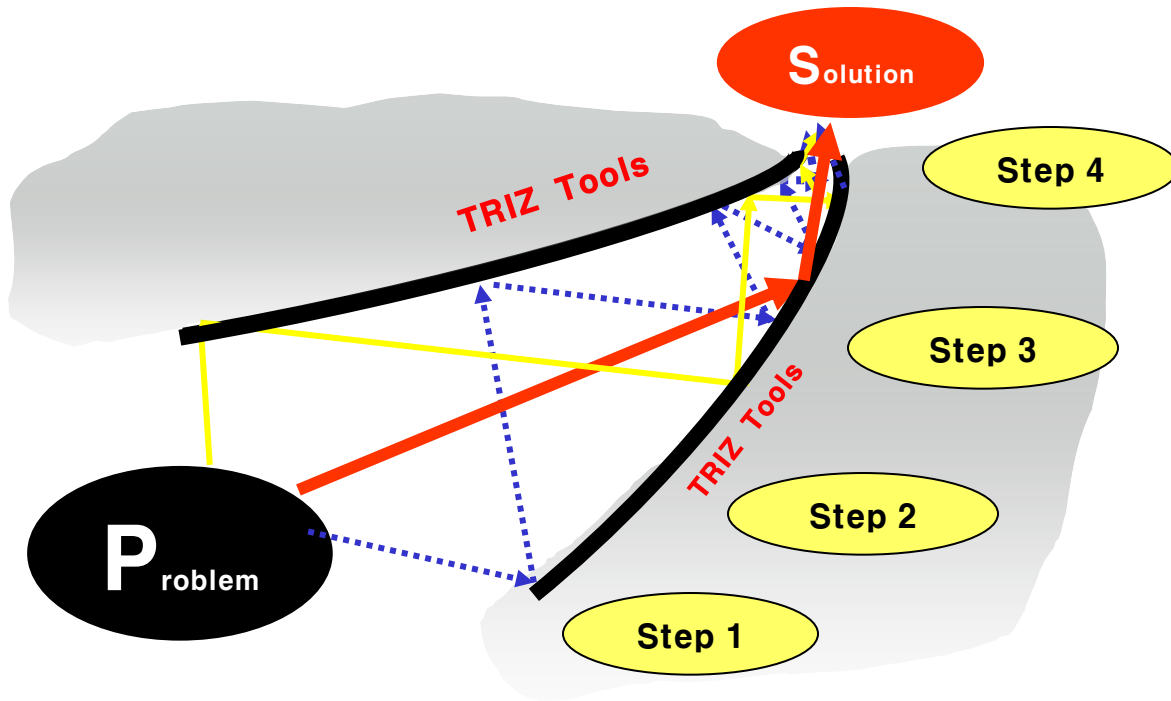 Solution
TRIZ Tools
Step 4
Step 3
TRIZ Tools
Step 2
Problem
Step 1